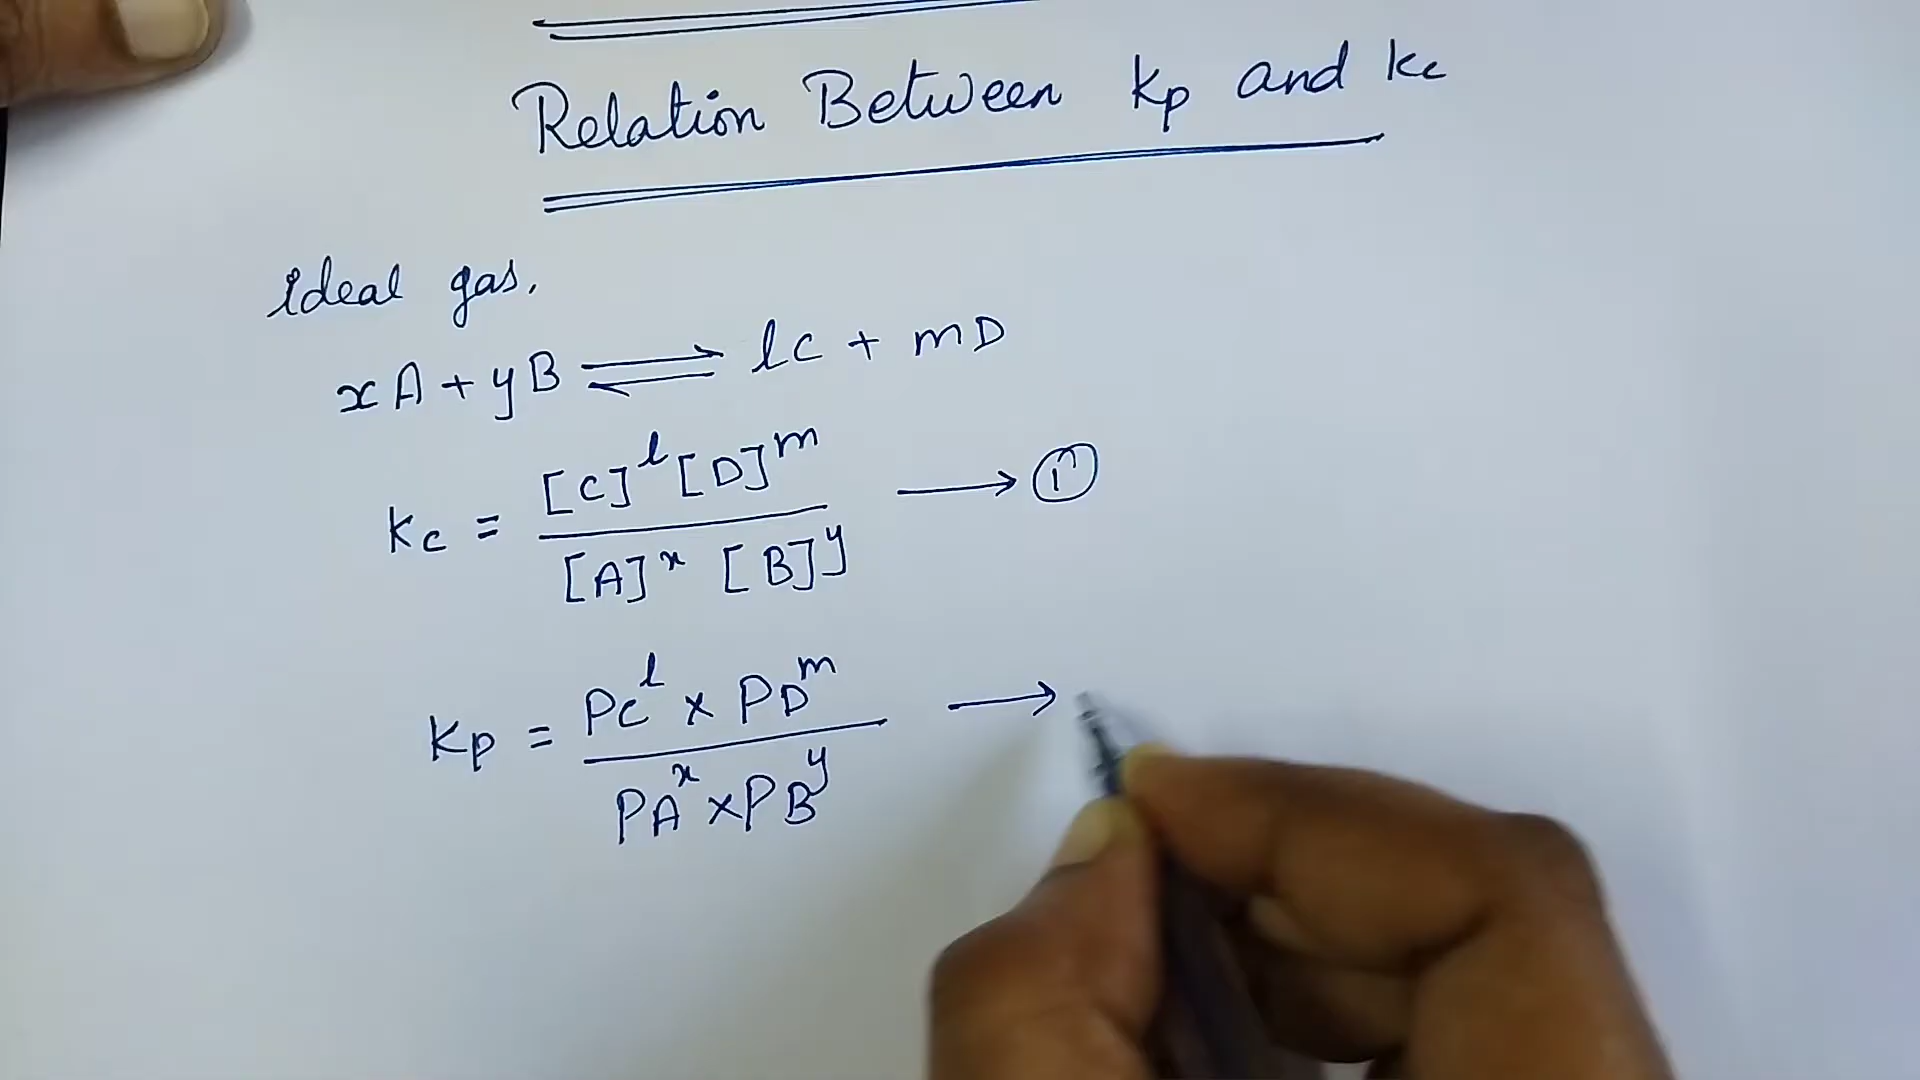 Relation Between Kp and Kc
ideal gas.
xA + yB ⇌ lC + mD
Kc = [C]^l [D]^m / [A]^x [B]^y → ①
Kp = PC^l × PD^m / PA^x × PB^y →